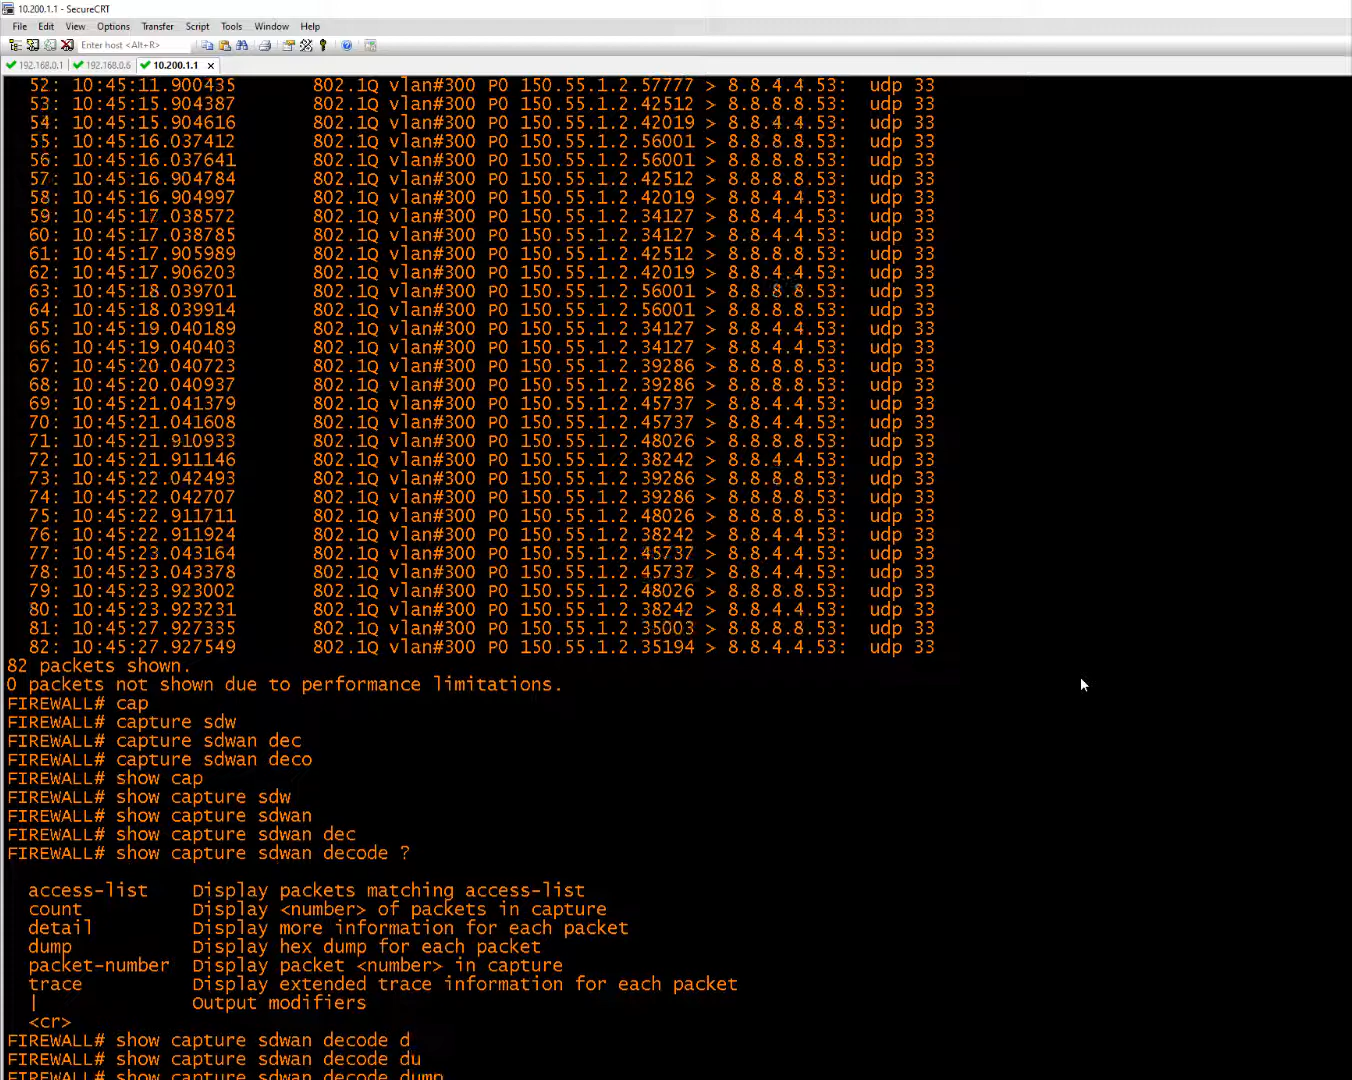 10.200.1.1 - SecureCRT
File Edit View Options Transfer Script Tools Window Help
Enter host <Alt+R>
192.168.0.1 192.168.0.6 10.200.1.1 x
52: 10:45:11.900435 802.1Q vlan#300 P0 150.55.1.2.57777 > 8.8.4.4.53: udp 33
53: 10:45:15.904387 802.1Q vlan#300 P0 150.55.1.2.42512 > 8.8.8.8.53: udp 33
54: 10:45:15.904616 802.1Q vlan#300 P0 150.55.1.2.42019 > 8.8.4.4.53: udp 33
55: 10:45:16.037412 802.1Q vlan#300 P0 150.55.1.2.56001 > 8.8.8.8.53: udp 33
56: 10:45:16.037641 802.1Q vlan#300 P0 150.55.1.2.56001 > 8.8.8.8.53: udp 33
57: 10:45:16.904784 802.1Q vlan#300 P0 150.55.1.2.42512 > 8.8.8.8.53: udp 33
58: 10:45:16.904997 802.1Q vlan#300 P0 150.55.1.2.42019 > 8.8.4.4.53: udp 33
59: 10:45:17.038572 802.1Q vlan#300 P0 150.55.1.2.34127 > 8.8.4.4.53: udp 33
60: 10:45:17.038785 802.1Q vlan#300 P0 150.55.1.2.34127 > 8.8.4.4.53: udp 33
61: 10:45:17.905989 802.1Q vlan#300 P0 150.55.1.2.42512 > 8.8.8.8.53: udp 33
62: 10:45:17.906203 802.1Q vlan#300 P0 150.55.1.2.42019 > 8.8.4.4.53: udp 33
63: 10:45:18.039701 802.1Q vlan#300 P0 150.55.1.2.56001 > 8.8.8.8.53: udp 33
64: 10:45:18.039914 802.1Q vlan#300 P0 150.55.1.2.56001 > 8.8.8.8.53: udp 33
65: 10:45:19.040189 802.1Q vlan#300 P0 150.55.1.2.34127 > 8.8.4.4.53: udp 33
66: 10:45:19.040403 802.1Q vlan#300 P0 150.55.1.2.34127 > 8.8.4.4.53: udp 33
67: 10:45:20.040723 802.1Q vlan#300 P0 150.55.1.2.39286 > 8.8.8.8.53: udp 33
68: 10:45:20.040937 802.1Q vlan#300 P0 150.55.1.2.39286 > 8.8.8.8.53: udp 33
69: 10:45:21.041379 802.1Q vlan#300 P0 150.55.1.2.45737 > 8.8.4.4.53: udp 33
70: 10:45:21.041608 802.1Q vlan#300 P0 150.55.1.2.45737 > 8.8.4.4.53: udp 33
71: 10:45:21.910933 802.1Q vlan#300 P0 150.55.1.2.48026 > 8.8.8.8.53: udp 33
72: 10:45:21.911146 802.1Q vlan#300 P0 150.55.1.2.38242 > 8.8.4.4.53: udp 33
73: 10:45:22.042493 802.1Q vlan#300 P0 150.55.1.2.39286 > 8.8.8.8.53: udp 33
74: 10:45:22.042707 802.1Q vlan#300 P0 150.55.1.2.39286 > 8.8.8.8.53: udp 33
75: 10:45:22.911711 802.1Q vlan#300 P0 150.55.1.2.48026 > 8.8.8.8.53: udp 33
76: 10:45:22.911924 802.1Q vlan#300 P0 150.55.1.2.38242 > 8.8.4.4.53: udp 33
77: 10:45:23.043164 802.1Q vlan#300 P0 150.55.1.2.45737 > 8.8.4.4.53: udp 33
78: 10:45:23.043378 802.1Q vlan#300 P0 150.55.1.2.45737 > 8.8.4.4.53: udp 33
79: 10:45:23.923002 802.1Q vlan#300 P0 150.55.1.2.48026 > 8.8.8.8.53: udp 33
80: 10:45:23.923231 802.1Q vlan#300 P0 150.55.1.2.38242 > 8.8.4.4.53: udp 33
81: 10:45:27.927335 802.1Q vlan#300 P0 150.55.1.2.35003 > 8.8.8.8.53: udp 33
82: 10:45:27.927549 802.1Q vlan#300 P0 150.55.1.2.35194 > 8.8.4.4.53: udp 33
82 packets shown.
0 packets not shown due to performance limitations.
FIREWALL# cap
FIREWALL# capture sdw
FIREWALL# capture sdwan dec
FIREWALL# capture sdwan deco
FIREWALL# show cap
FIREWALL# show capture sdw
FIREWALL# show capture sdwan
FIREWALL# show capture sdwan dec
FIREWALL# show capture sdwan decode ?
access-list Display packets matching access-list
count Display <number> of packets in capture
detail Display more information for each packet
dump Display hex dump for each packet
packet-number Display packet <number> in capture
trace Display extended trace information for each packet
| Output modifiers
<cr>
FIREWALL# show capture sdwan decode d
FIREWALL# show capture sdwan decode du
FIREWALL# show capture sdwan decode dump